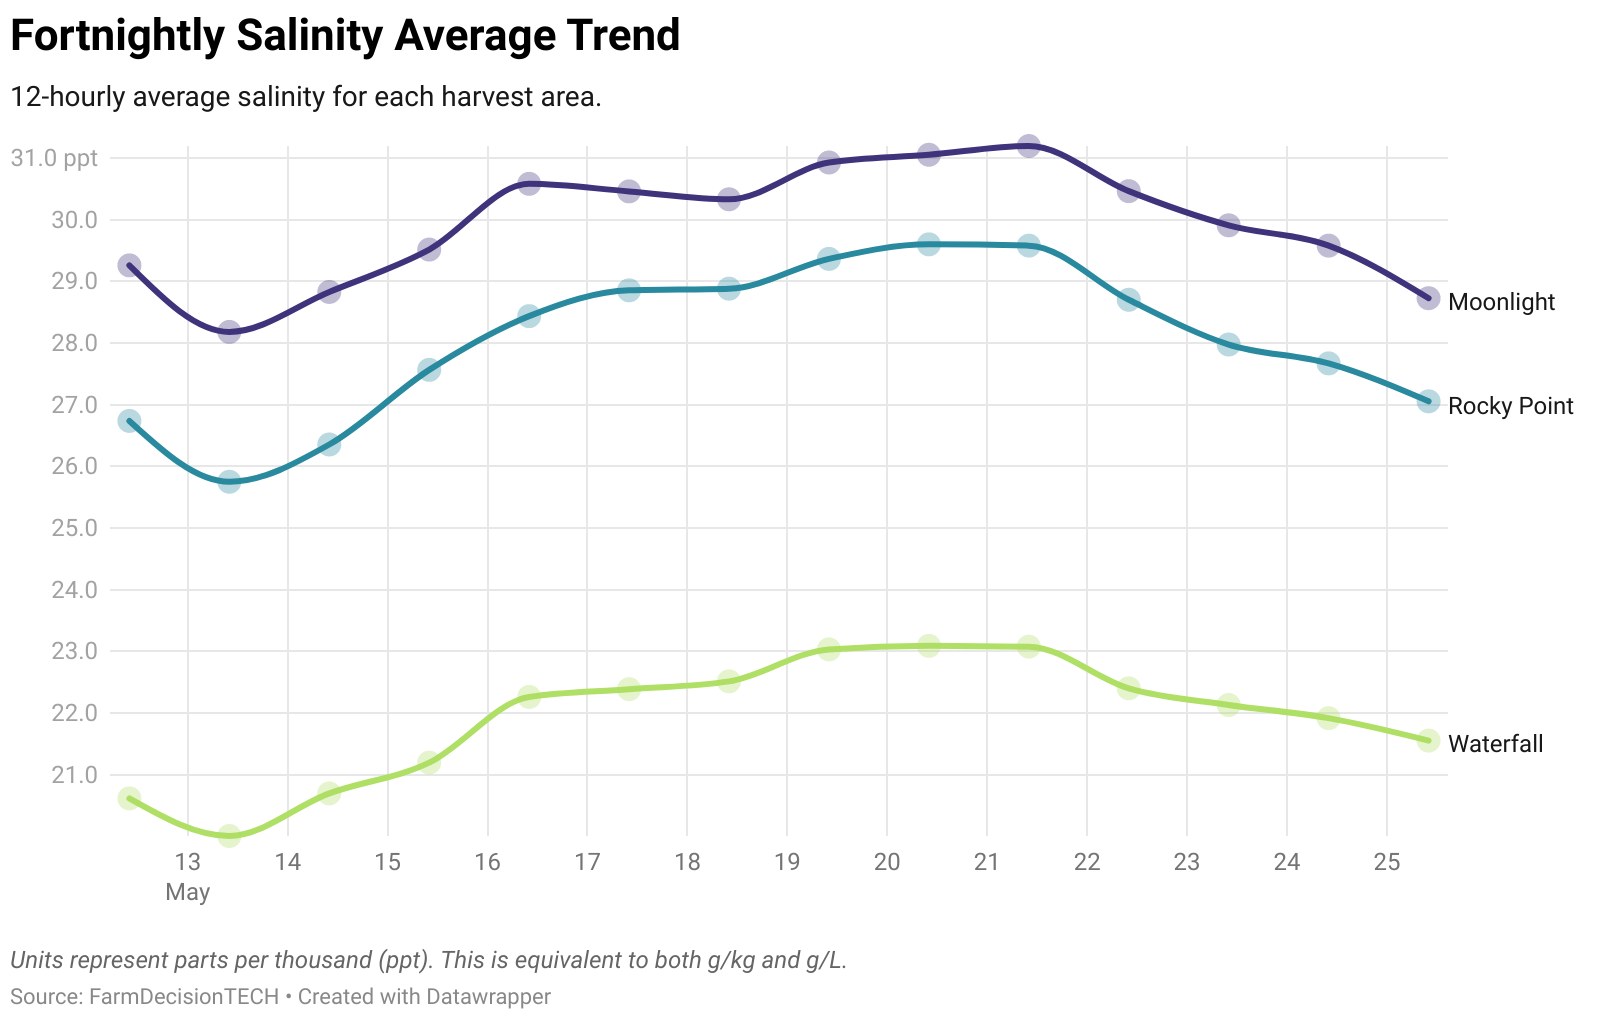 Fortnightly Salinity Average Trend
12-hourly average salinity for each harvest area.
31.0 ppt
30.0
29.0
28.0
27.0
26.0
25.0
24.0
23.0
22.0
21.0
Moonlight
Rocky Point
Waterfall
13 14 15 16 17 18 19 20 21 22 23 24 25
May
Units represent parts per thousand (ppt). This is equivalent to both g/kg and g/L.
Source: FarmDecisionTECH • Created with Datawrapper